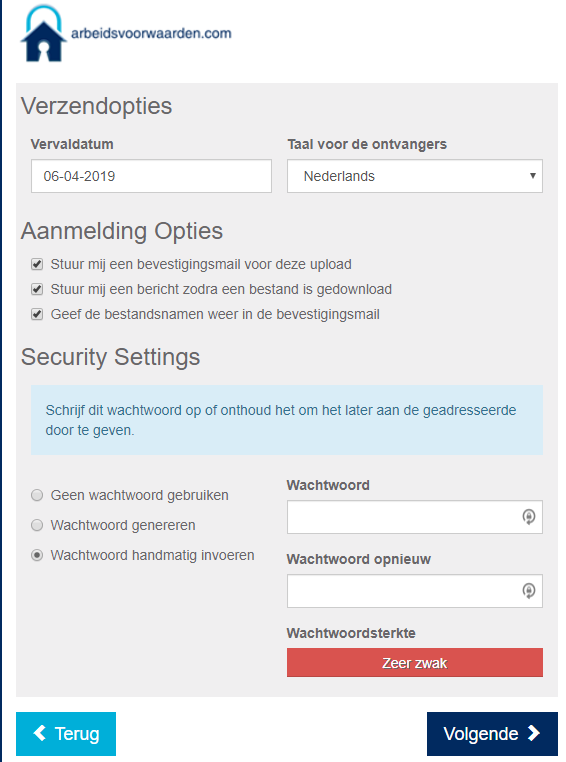 arbeidsvoorwaarden.com
Verzendopties
Vervaldatum
Taal voor de ontvangers
06-04-2019
Nederlands
Aanmelding Opties
Stuur mij een bevestigingsmail voor deze upload
Stuur mij een bericht zodra een bestand is gedownload
Geef de bestandsnamen weer in de bevestigingsmail
Security Settings
Schrijf dit wachtwoord op of onthoud het om het later aan de geadresseerde
door te geven.
Geen wachtwoord gebruiken
Wachtwoord genereren
Wachtwoord handmatig invoeren
Wachtwoord
Wachtwoord opnieuw
Wachtwoordsterkte
Zeer zwak
Terug
Volgende